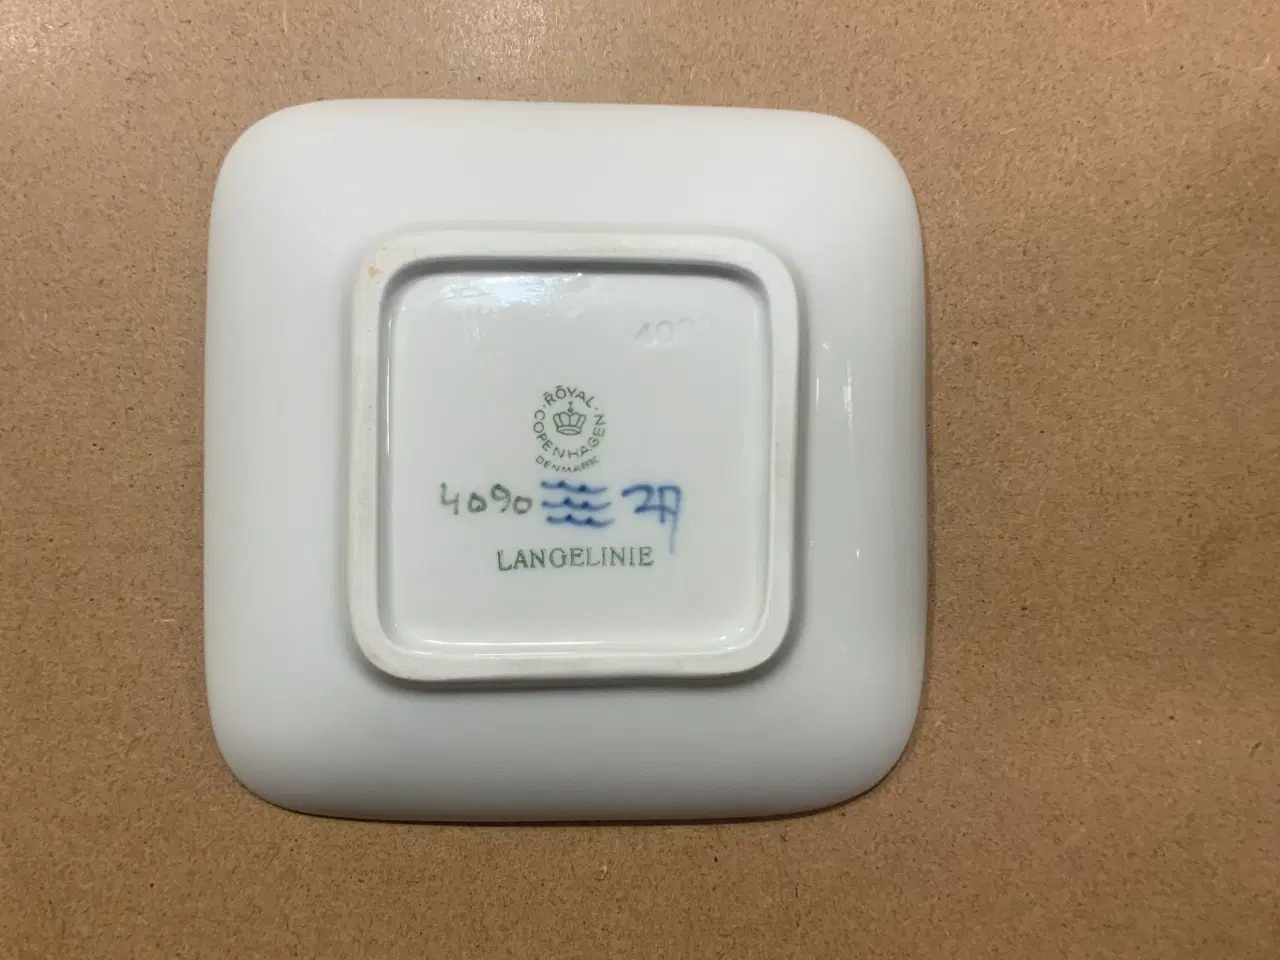 ROYAL
COPENHAGEN
DENMARK
4090
LANGELINIE